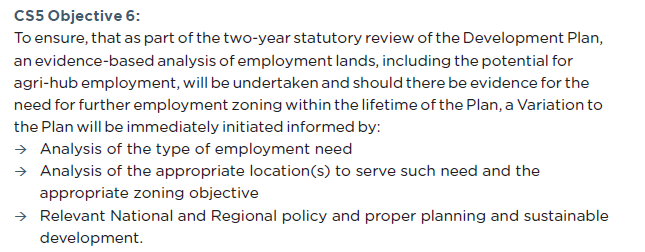 CS5 Objective 6:
To ensure, that as part of the two-year statutory review of the Development Plan,
an evidence-based analysis of employment lands, including the potential for
agri-hub employment, will be undertaken and should there be evidence for the
need for further employment zoning within the lifetime of the Plan, a Variation to
the Plan will be immediately initiated informed by:
→ Analysis of the type of employment need
→ Analysis of the appropriate location(s) to serve such need and the
appropriate zoning objective
→ Relevant National and Regional policy and proper planning and sustainable
development.